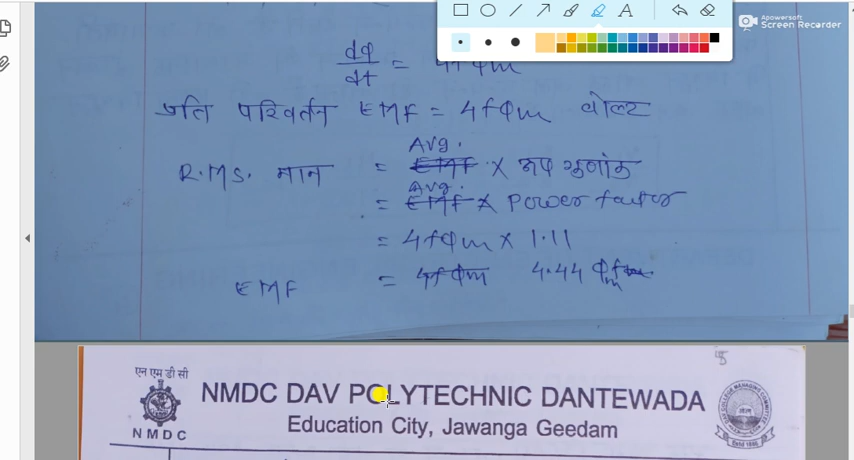 A
Apowersoft
Screen Recorder
dφ/dt = 4fφm
प्रति परिवर्तन EMF = 4fφm वोल्ट
Avg.
R.M.S. मान = EMF × रूप गुणांक
Avg.
= EMF × Power factor
= 4fφm × 1.11
EMF = 4fφm 4.44 φmf
एन एम डी सी
NMDC
NMDC DAV POLYTECHNIC DANTEWADA
Education City, Jawanga Geedam